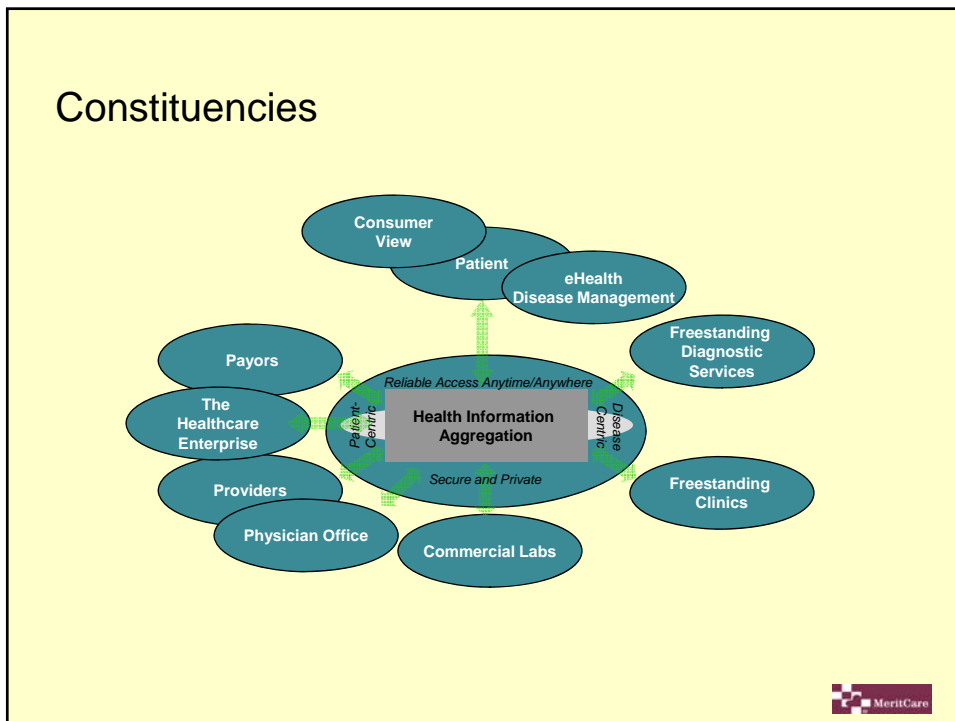 Constituencies
Consumer
View
Patient
eHealth
Disease Management
Freestanding
Diagnostic
Services
Payors
Reliable Access Anytime/Anywhere
The
Healthcare
Enterprise
Patient-
Centric
Health Information
Aggregation
Disease
Centric
Secure and Private
Providers
Freestanding
Clinics
Physician Office
Commercial Labs
MeritCare